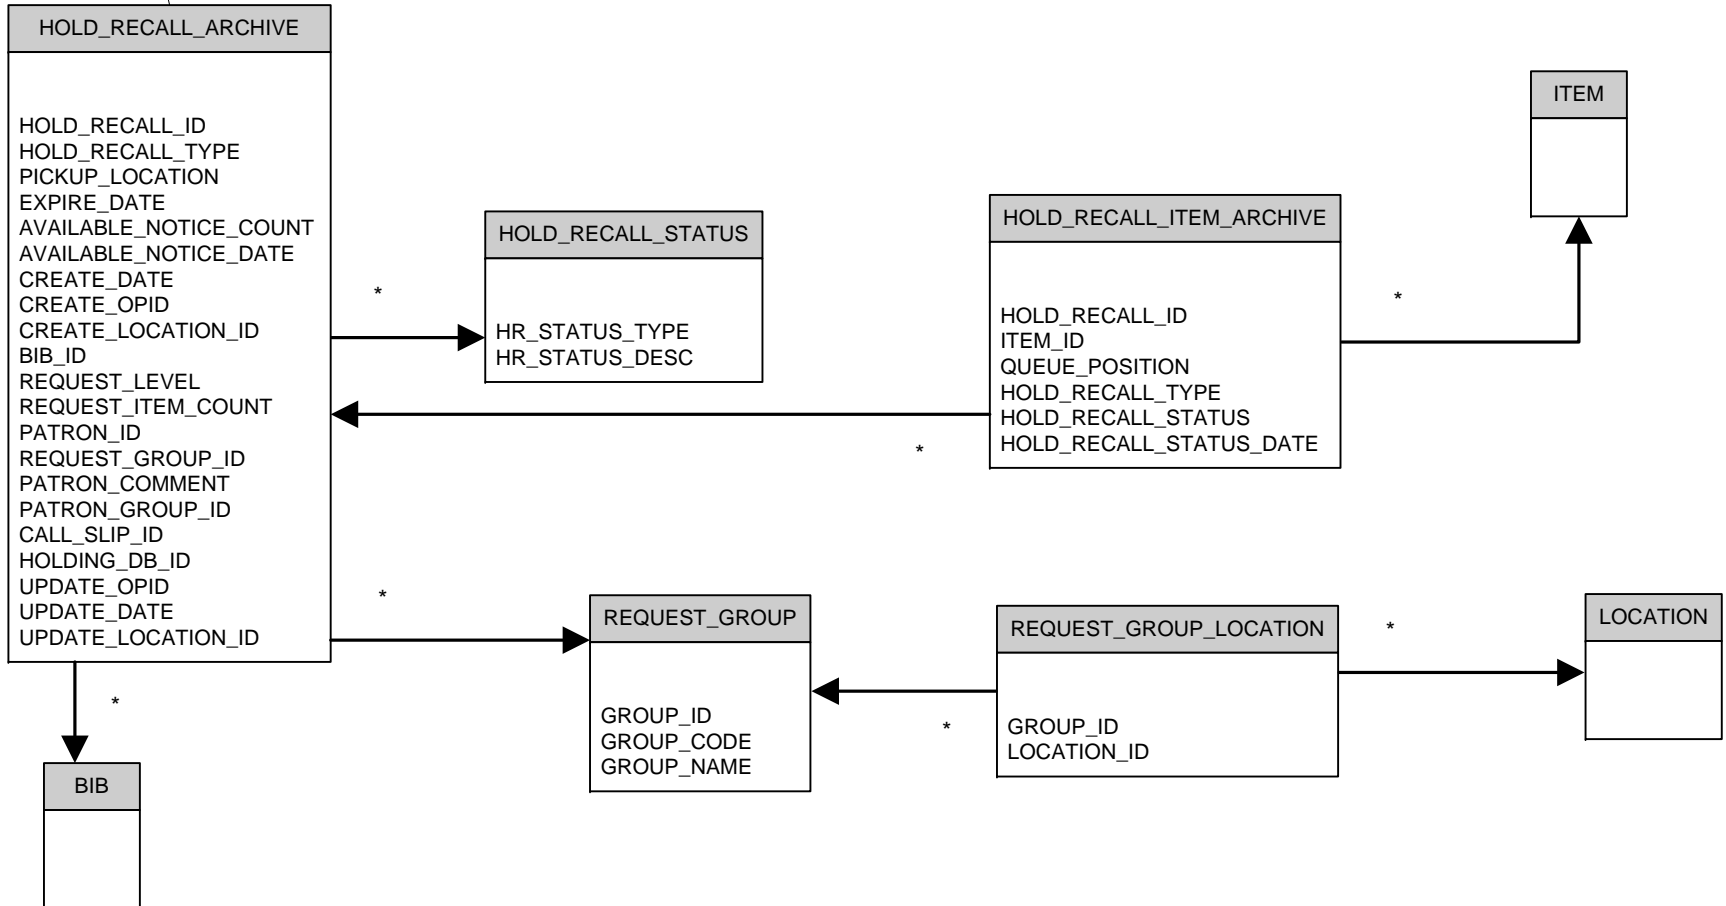 HOLD_RECALL_ARCHIVE
HOLD_RECALL_ID
HOLD_RECALL_TYPE
PICKUP_LOCATION
EXPIRE_DATE
AVAILABLE_NOTICE_COUNT
AVAILABLE_NOTICE_DATE
CREATE_DATE
CREATE_OPID
CREATE_LOCATION_ID
BIB_ID
REQUEST_LEVEL
REQUEST_ITEM_COUNT
PATRON_ID
REQUEST_GROUP_ID
PATRON_COMMENT
PATRON_GROUP_ID
CALL_SLIP_ID
HOLDING_DB_ID
UPDATE_OPID
UPDATE_DATE
UPDATE_LOCATION_ID
*
HOLD_RECALL_STATUS
HR_STATUS_TYPE
HR_STATUS_DESC
*
HOLD_RECALL_ITEM_ARCHIVE
HOLD_RECALL_ID
ITEM_ID
QUEUE_POSITION
HOLD_RECALL_TYPE
HOLD_RECALL_STATUS
HOLD_RECALL_STATUS_DATE
*
ITEM
*
REQUEST_GROUP
GROUP_ID
GROUP_CODE
GROUP_NAME
*
REQUEST_GROUP_LOCATION
GROUP_ID
LOCATION_ID
*
LOCATION
*
BIB